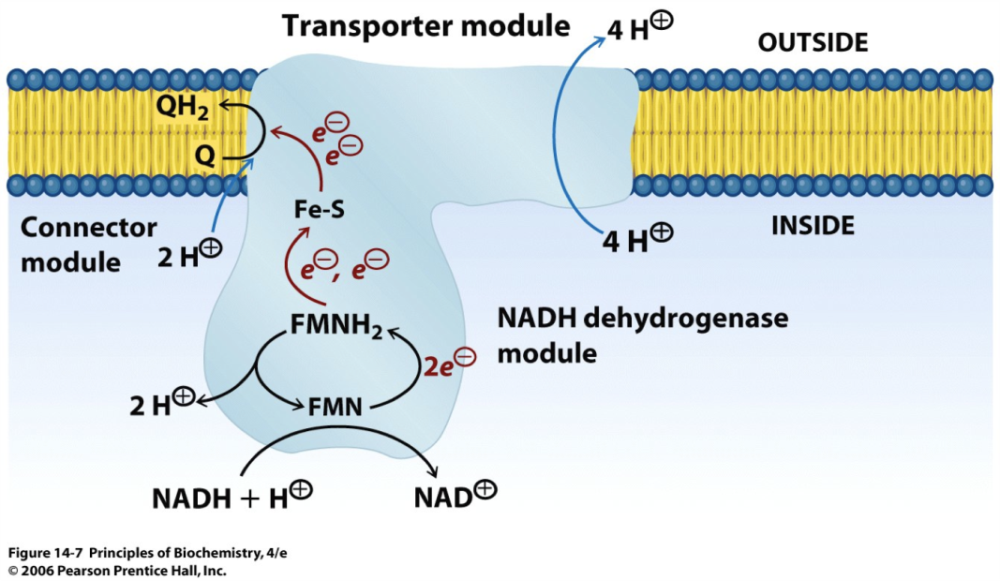 Transporter module
4 H⊕
OUTSIDE
QH₂
e⊖
e⊖
Q
Fe-S
Connector
module
2 H⊕
INSIDE
4 H⊕
e⊖, e⊖
FMNH₂
NADH dehydrogenase
module
2e⊖
2 H⊕
FMN
NADH + H⊕
NAD⊕
Figure 14-7 Principles of Biochemistry, 4/e
© 2006 Pearson Prentice Hall, Inc.